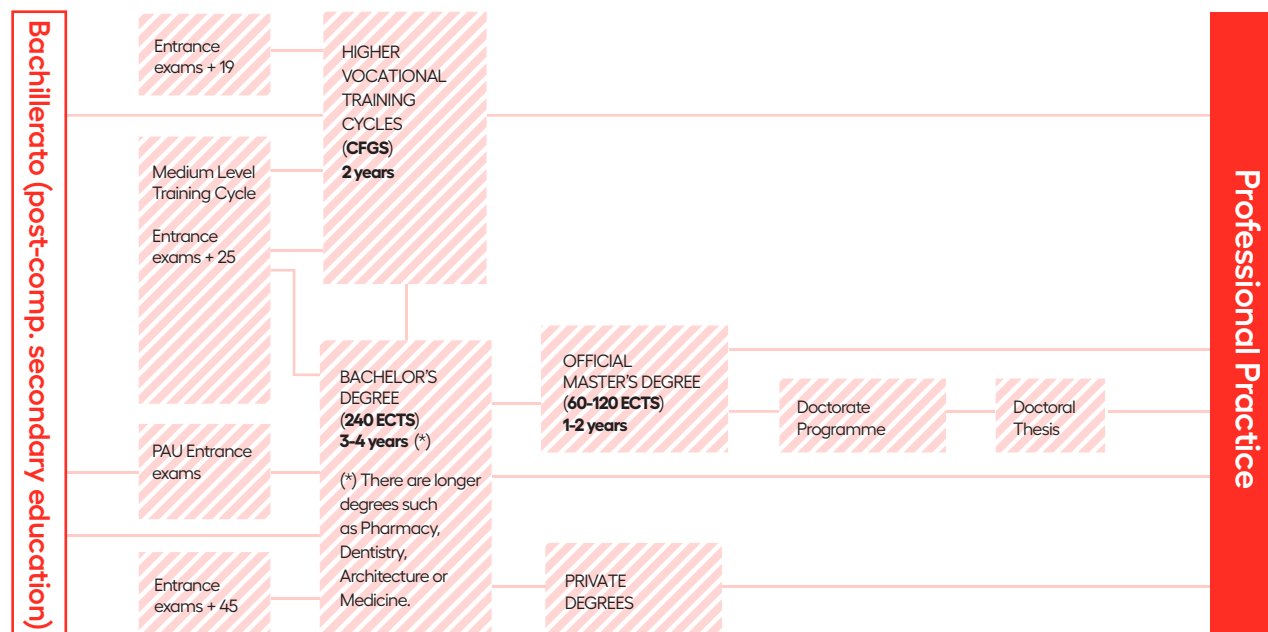 Bachillerato (post-comp. secondary education)
Entrance
exams + 19
Medium Level
Training Cycle
Entrance
exams + 25
PAU Entrance
exams
Entrance
exams + 45
HIGHER
VOCATIONAL
TRAINING
CYCLES
(CFGS)
2 years
BACHELOR'S
DEGREE
(240 ECTS)
3-4 years (*)
(*) There are longer
degrees such
as Pharmacy,
Dentistry,
Architecture or
Medicine.
OFFICIAL
MASTER'S DEGREE
(60-120 ECTS)
1-2 years
PRIVATE
DEGREES
Doctorate
Programme
Doctoral
Thesis
Professional Practice